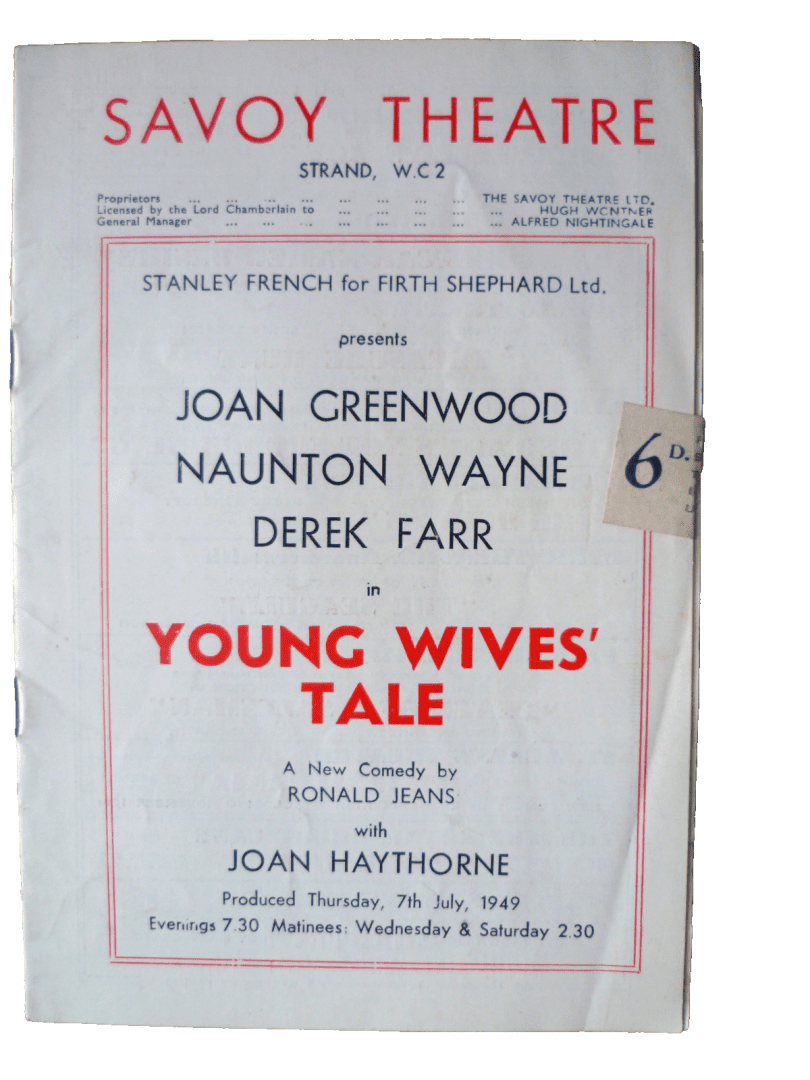 SAVOY THEATRE
STRAND, W.C 2
Proprietors ... ... ... ... ... ... ... ... THE SAVOY THEATRE LTD.
Licensed by the Lord Chamberlain to ... ... ... ... ... HUGH WONTNER
General Manager ... ... ... ... ... ... ... ... ALFRED NIGHTINGALE
STANLEY FRENCH for FIRTH SHEPHARD Ltd.
presents
JOAN GREENWOOD
NAUNTON WAYNE
6 D.
DEREK FARR
in
YOUNG WIVES'
TALE
A New Comedy by
RONALD JEANS
with
JOAN HAYTHORNE
Produced Thursday, 7th July, 1949
Evenings 7.30 Matinees: Wednesday & Saturday 2.30